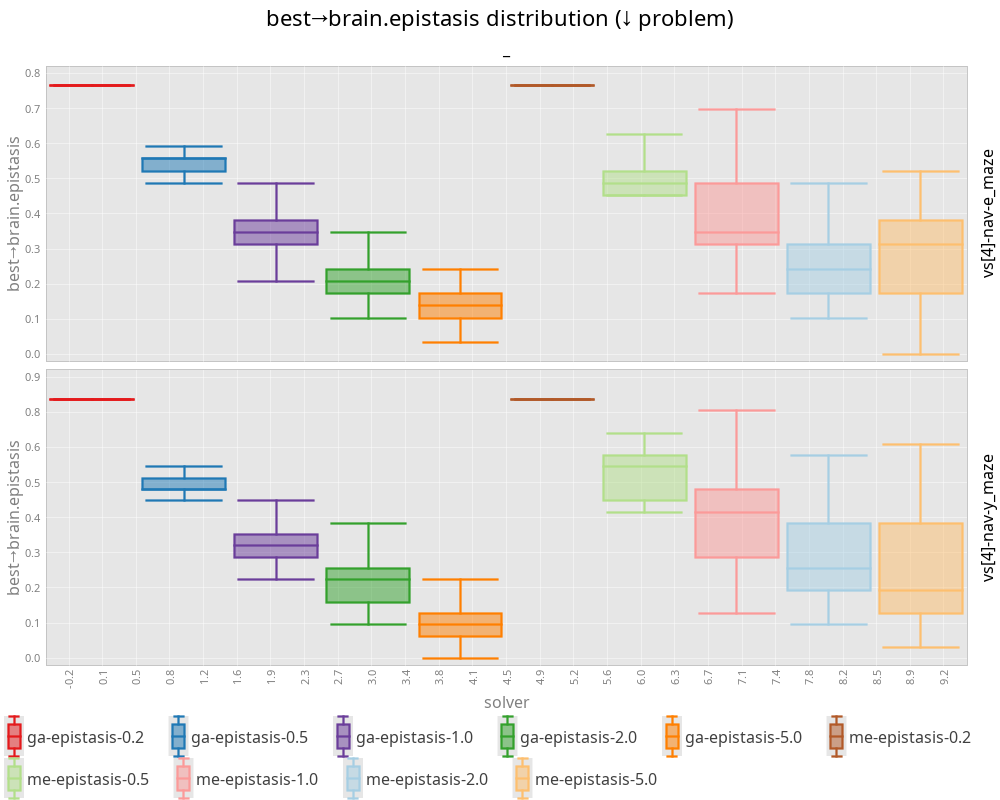 best→brain.epistasis distribution (↓ problem)
–
0.8
0.7
0.6
0.5
0.4
0.3
0.2
0.1
0.0
best→brain.epistasis
vs[4]-nav-e_maze
0.9
0.8
0.7
0.6
0.5
0.4
0.3
0.2
0.1
0.0
best→brain.epistasis
vs[4]-nav-y_maze
-0.2 0.1 0.5 0.8 1.2 1.6 1.9 2.3 2.7 3.0 3.4 3.8 4.1 4.5 4.9 5.2 5.6 6.0 6.3 6.7 7.1 7.4 7.8 8.2 8.5 8.9 9.2
solver
ga-epistasis-0.2 ga-epistasis-0.5 ga-epistasis-1.0 ga-epistasis-2.0 ga-epistasis-5.0 me-epistasis-0.2
me-epistasis-0.5 me-epistasis-1.0 me-epistasis-2.0 me-epistasis-5.0